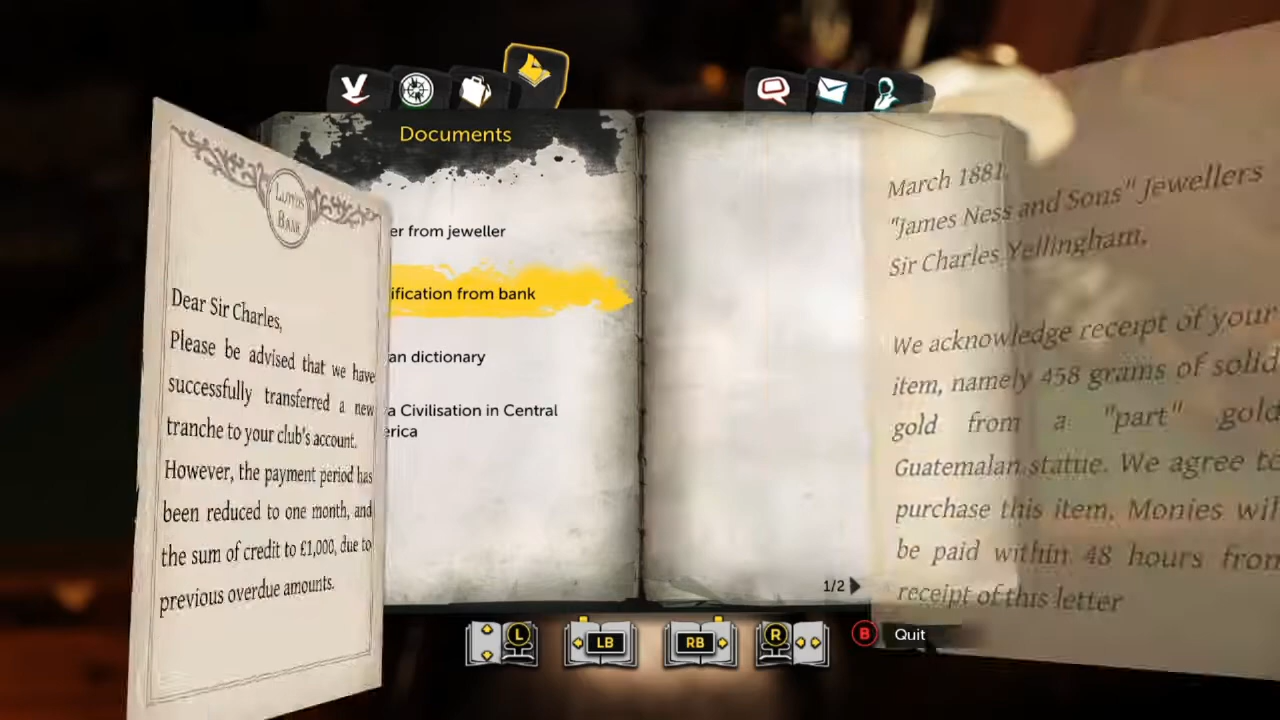 Documents
LLOYDS
BANK
Dear Sir Charles,
Please be advised that we have
successfully transferred a new
tranche to your club's account.
However, the payment period has
been reduced to one month, and
the sum of credit to £1,000, due to
previous overdue amounts.
er from jeweller
ification from bank
an dictionary
a Civilisation in Central
erica
March 1881.
"James Ness and Sons" Jewellers
Sir Charles Yellingham,
We acknowledge receipt of your
item, namely 458 grams of solid
gold from a "part" gold
Guatemalan statue. We agree to
purchase this item. Monies wil
be paid within 48 hours from
receipt of this letter
1/2
L
LB
RB
R
B Quit